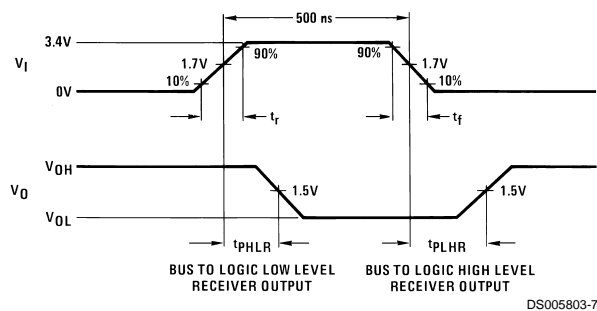 500 ns
3.4V
90%
90%
VI
1.7V
1.7V
10%
10%
0V
tr
tf
VOH
VO
1.5V
1.5V
VOL
tPHLR
tPLHR
BUS TO LOGIC LOW LEVEL
RECEIVER OUTPUT
BUS TO LOGIC HIGH LEVEL
RECEIVER OUTPUT
DS005803-7